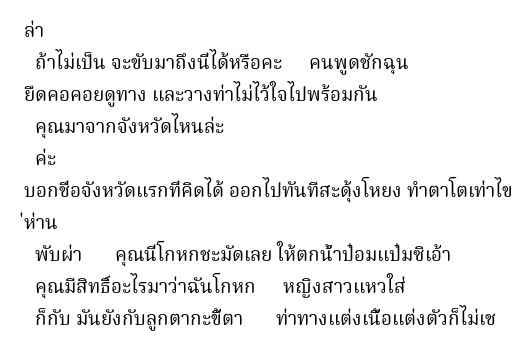 ล่า
ถ้าไม่เป็น จะขับมาถึงนี่ได้หรือคะ คนพูดชักฉุน
ยืดคอคอยดูทาง และวางท่าไม่ไว้ใจไปพร้อมกัน
คุณมาจากจังหวัดไหนล่ะ
ค่ะ
บอกชื่อจังหวัดแรกที่คิดได้ ออกไปทันทีสะดุ้งโหยง ทำตาโตเท่าไข
่ห่าน
พับผ่า คุณนี่โกหกชะมัดเลย ให้ตกน้ำป๋อมแป๋มซิเอ้า
คุณมีสิทธิ์อะไรมาว่าฉันโกหก หญิงสาวแหวใส่
ก็กับ มันยังกับลูกตากะขี้ตา ท่าทางแต่งเนื้อแต่งตัวก็ไม่เซ